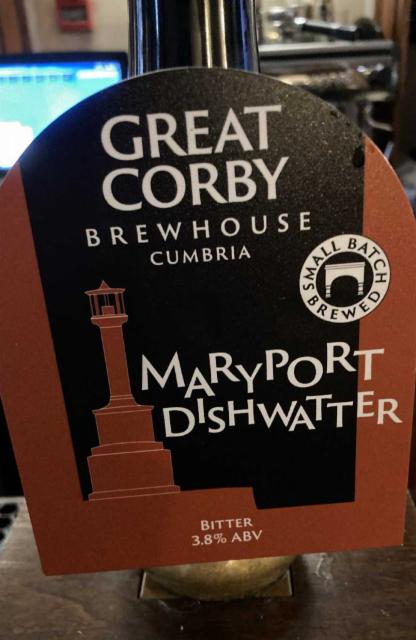 GREAT
CORBY
BREWHOUSE
CUMBRIA
SMALL BATCH
BREWED
MARYPORT
DISHWATTER
BITTER
3.8% ABV